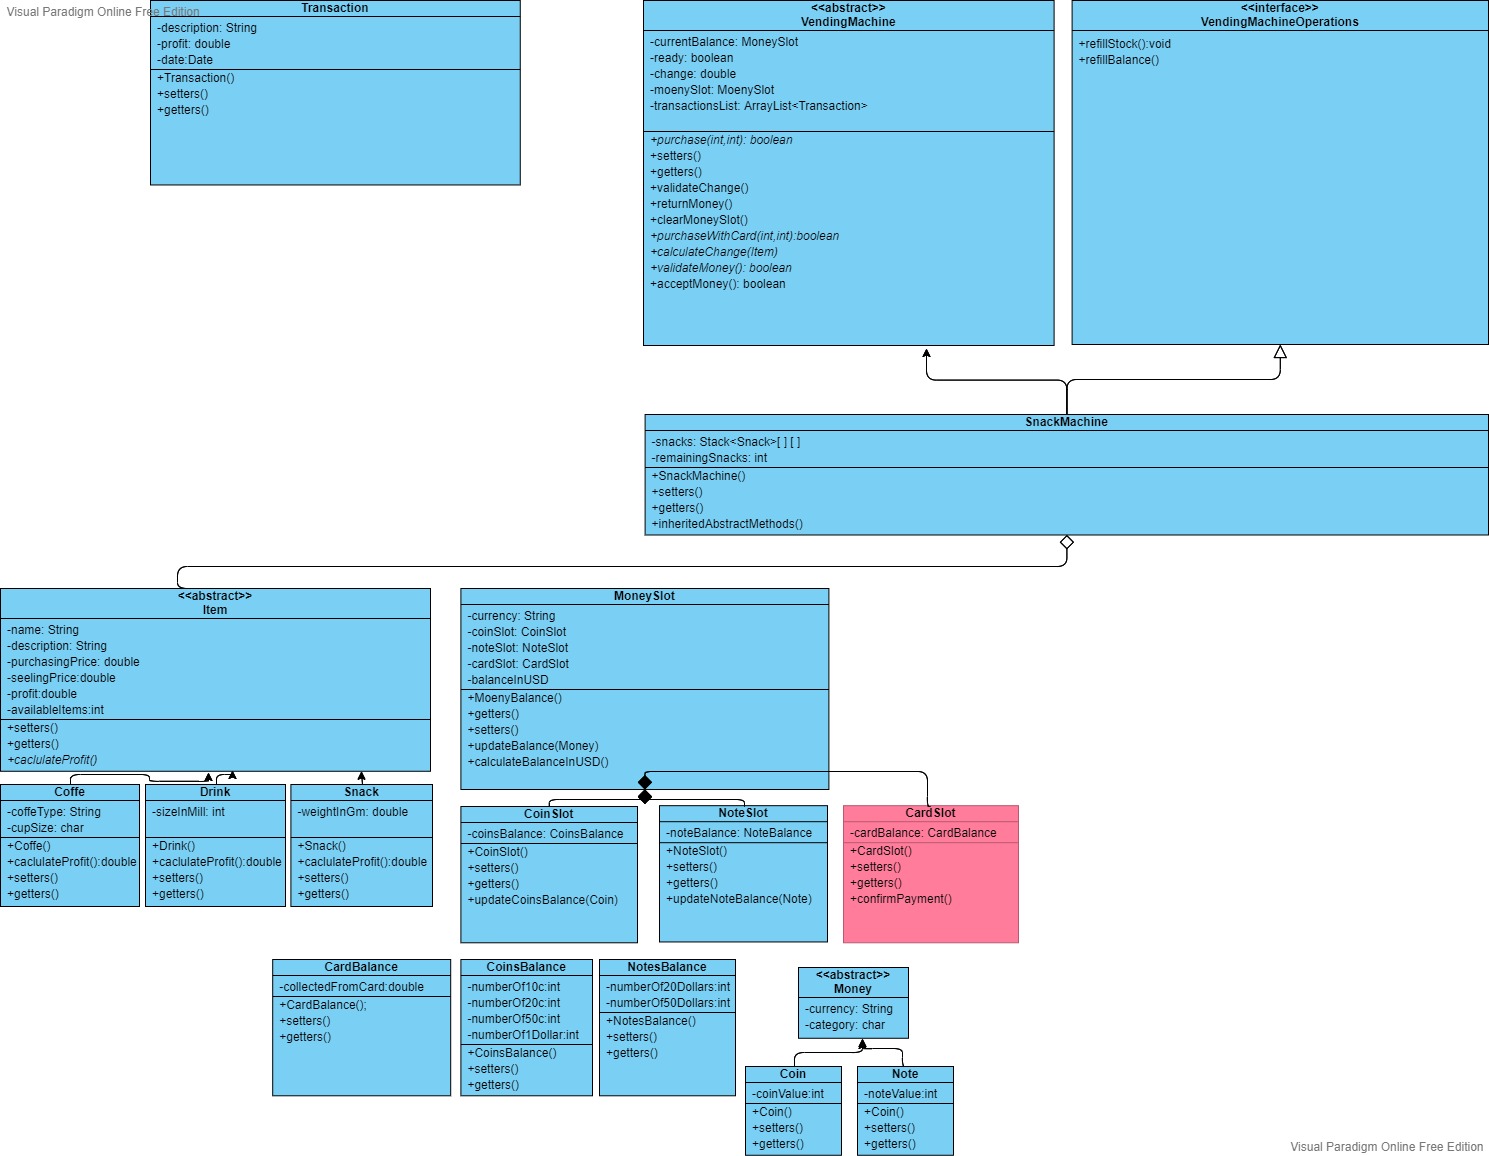 Visual Paradigm Online Free Edition
Transaction
-description: String
-profit: double
-date:Date
+Transaction()
+setters()
+getters()
<<abstract>>
VendingMachine
-currentBalance: MoneySlot
-ready: boolean
-change: double
-moenySlot: MoenySlot
-transactionsList: ArrayList<Transaction>
+purchase(int,int): boolean
+setters()
+getters()
+validateChange()
+returnMoney()
+clearMoneySlot()
+purchaseWithCard(int,int):boolean
+calculateChange(Item)
+validateMoney(): boolean
+acceptMoney(): boolean
<<interface>>
VendingMachineOperations
+refillStock():void
+refillBalance()
SnackMachine
-snacks: Stack<Snack>[ ] [ ]
-remainingSnacks: int
+SnackMachine()
+setters()
+getters()
+inheritedAbstractMethods()
<<abstract>>
Item
-name: String
-description: String
-purchasingPrice: double
-seelingPrice:double
-profit:double
-availableItems:int
+setters()
+getters()
+caclulateProfit()
MoneySlot
-currency: String
-coinSlot: CoinSlot
-noteSlot: NoteSlot
-cardSlot: CardSlot
-balanceInUSD
+MoenyBalance()
+getters()
+setters()
+updateBalance(Money)
+calculateBalanceInUSD()
Coffe
-coffeType: String
-cupSize: char
+Coffe()
+caclulateProfit():double
+setters()
+getters()
Drink
-sizeInMill: int
+Drink()
+caclulateProfit():double
+setters()
+getters()
Snack
-weightInGm: double
+Snack()
+caclulateProfit():double
+setters()
+getters()
CoinSlot
-coinsBalance: CoinsBalance
+CoinSlot()
+setters()
+getters()
+updateCoinsBalance(Coin)
NoteSlot
-noteBalance: NoteBalance
+NoteSlot()
+setters()
+getters()
+updateNoteBalance(Note)
CardSlot
-cardBalance: CardBalance
+CardSlot()
+setters()
+getters()
+confirmPayment()
CardBalance
-collectedFromCard:double
+CardBalance();
+setters()
+getters()
CoinsBalance
-numberOf10c:int
-numberOf20c:int
-numberOf50c:int
-numberOf1Dollar:int
+CoinsBalance()
+setters()
+getters()
NotesBalance
-numberOf20Dollars:int
-numberOf50Dollars:int
+NotesBalance()
+setters()
+getters()
<<abstract>>
Money
-currency: String
-category: char
Coin
-coinValue:int
+Coin()
+setters()
+getters()
Note
-noteValue:int
+Coin()
+setters()
+getters()
Visual Paradigm Online Free Edition